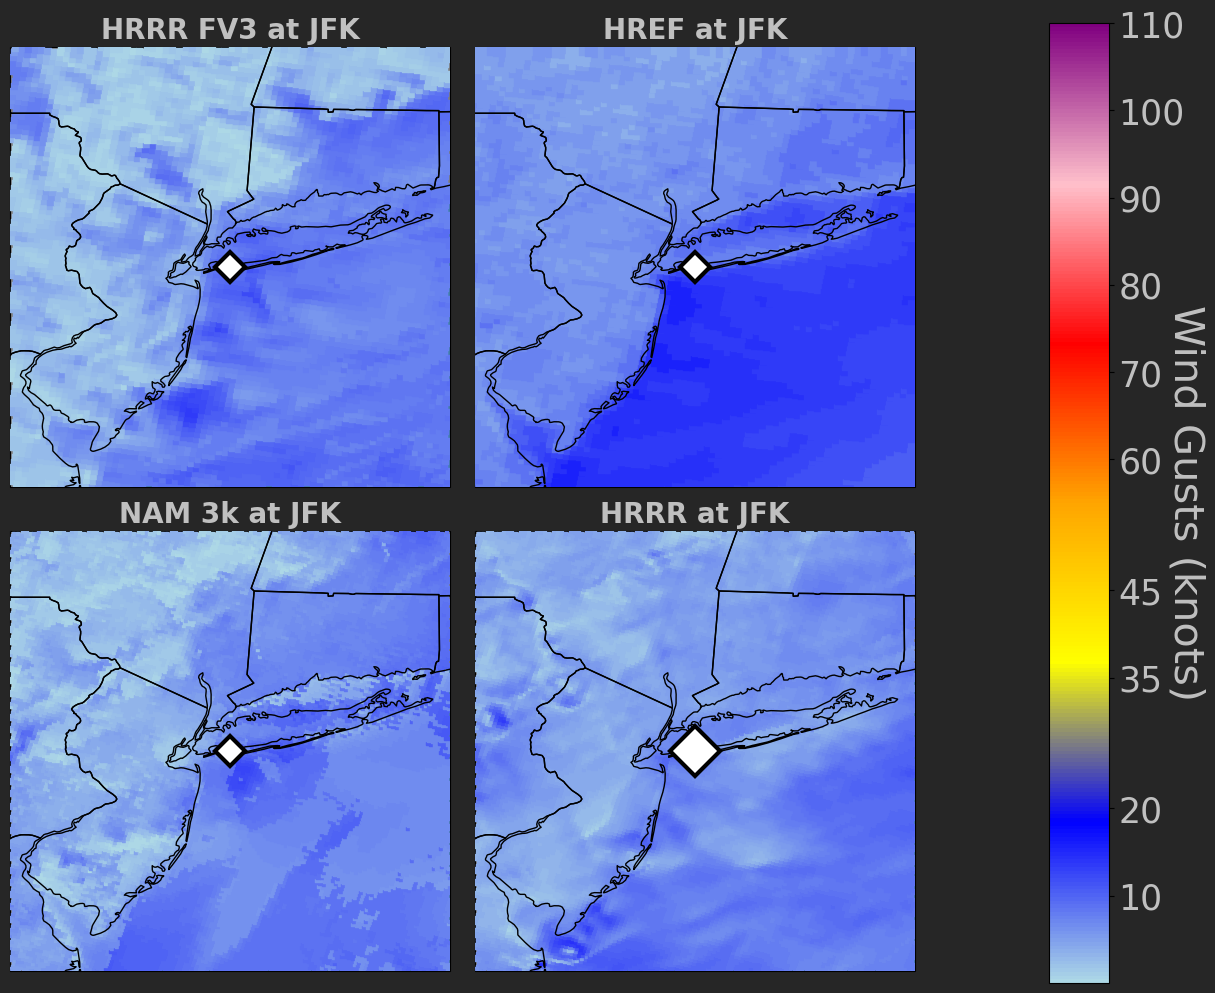 HRRR FV3 at JFK
HREF at JFK
NAM 3k at JFK
HRRR at JFK
110
100
90
80
70
60
45
35
20
10
Wind Gusts (knots)